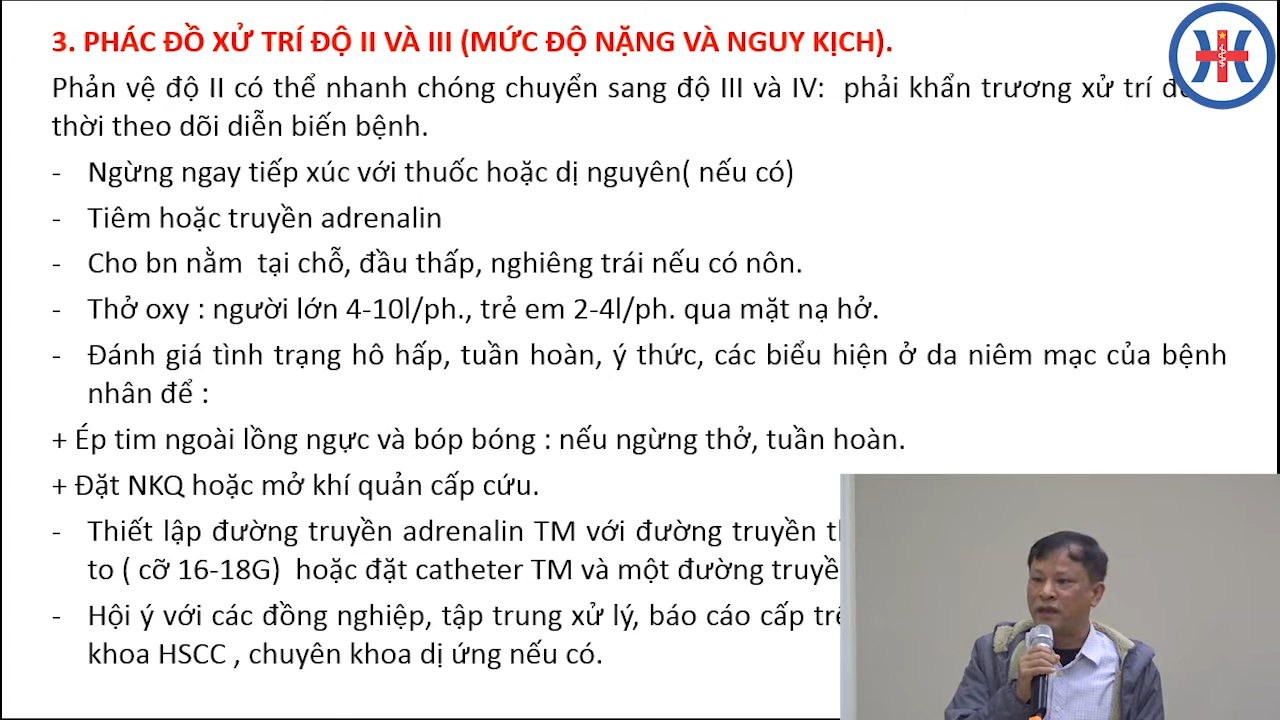 3. PHÁC ĐỒ XỬ TRÍ ĐỘ II VÀ III (MỨC ĐỘ NẶNG VÀ NGUY KỊCH).
Phản vệ độ II có thể nhanh chóng chuyển sang độ III và IV: phải khẩn trương xử trí
thời theo dõi diễn biến bệnh.
- Ngừng ngay tiếp xúc với thuốc hoặc dị nguyên( nếu có)
- Tiêm hoặc truyền adrenalin
- Cho bn nằm tại chỗ, đầu thấp, nghiêng trái nếu có nôn.
- Thở oxy : người lớn 4-10l/ph., trẻ em 2-4l/ph. qua mặt nạ hở.
- Đánh giá tình trạng hô hấp, tuần hoàn, ý thức, các biểu hiện ở da niêm mạc của bệnh
nhân để :
+ Ép tim ngoài lồng ngực và bóp bóng : nếu ngừng thở, tuần hoàn.
+ Đặt NKQ hoặc mở khí quản cấp cứu.
- Thiết lập đường truyền adrenalin TM với đường truyền
to ( cỡ 16-18G) hoặc đặt catheter TM và một đường
- Hội ý với các đồng nghiệp, tập trung xử lý, báo cáo cấp
khoa HSCC , chuyên khoa dị ứng nếu có.